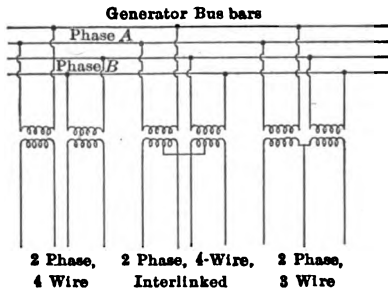 Generator Bus bars
Phase A
Phase B
2 Phase, 2 Phase, 4-Wire, 2 Phase,
4 Wire Interlinked 3 Wire